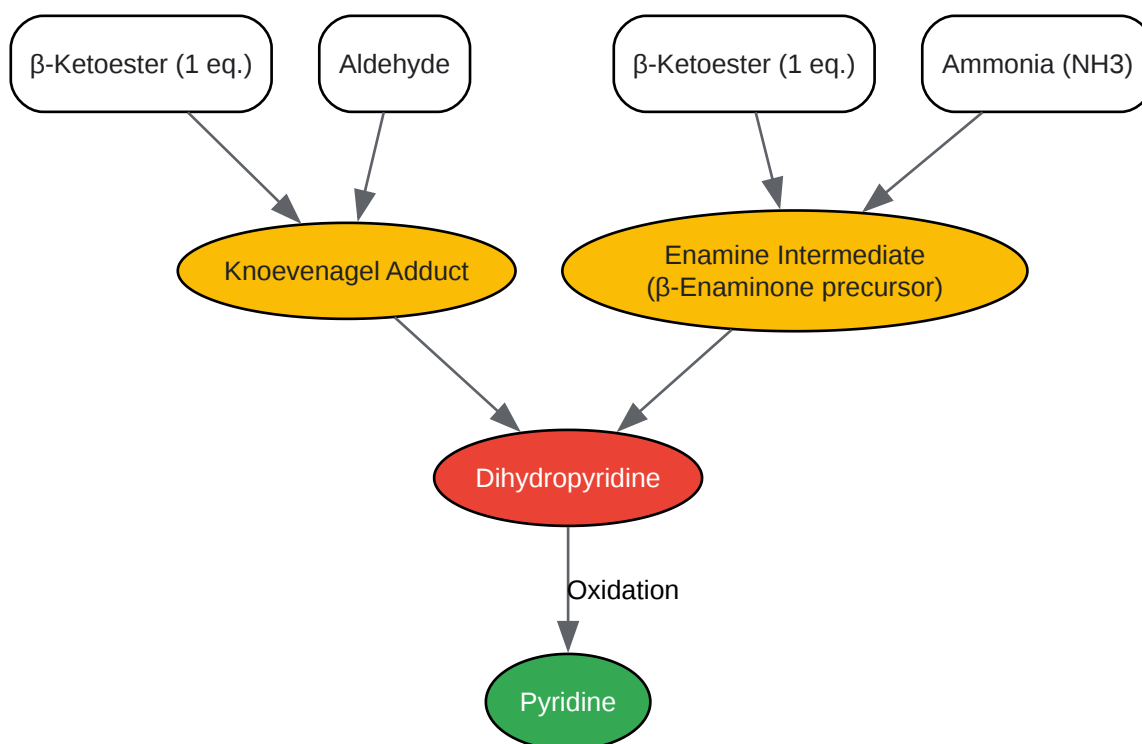 β-Ketoester (1 eq.)
Aldehyde
β-Ketoester (1 eq.)
Ammonia (NH3)
Knoevenagel Adduct
Enamine Intermediate
(β-Enaminone precursor)
Dihydropyridine
Oxidation
Pyridine